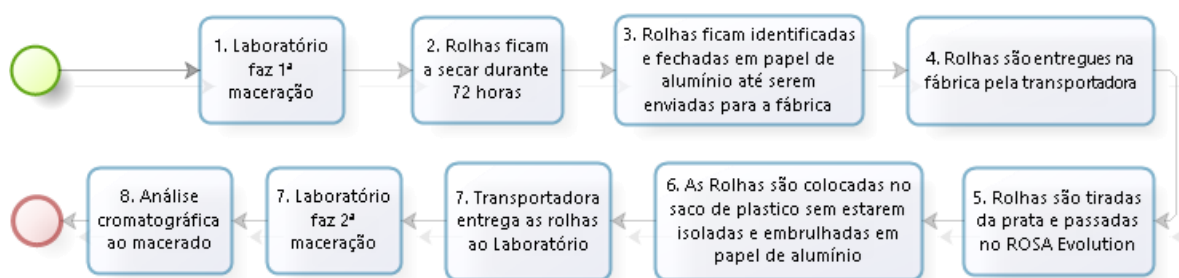 1. Laboratório
faz 1ª
maceração
2. Rolhas ficam
a secar durante
72 horas
3. Rolhas ficam identificadas
e fechadas em papel de
alumínio até serem
enviadas para a fábrica
4. Rolhas são entregues na
fábrica pela transportadora
5. Rolhas são tiradas
da prata e passadas
no ROSA Evolution
6. As Rolhas são colocadas no
saco de plastico sem estarem
isoladas e embrulhadas em
papel de alumínio
7. Transportadora
entrega as rolhas
ao Laboratório
7. Laboratório
faz 2ª
maceração
8. Análise
cromatográfica
ao macerado